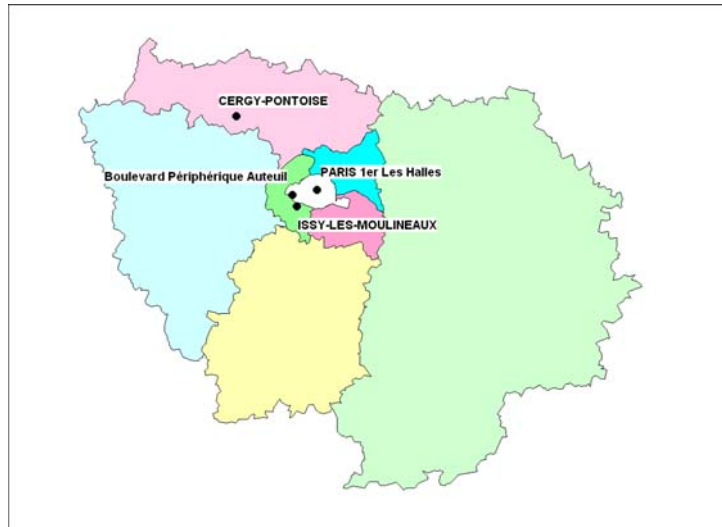 CERGY-PONTOISE
Boulevard Périphérique Auteuil
PARIS 1er Les Halles
ISSY-LES-MOULINEAUX